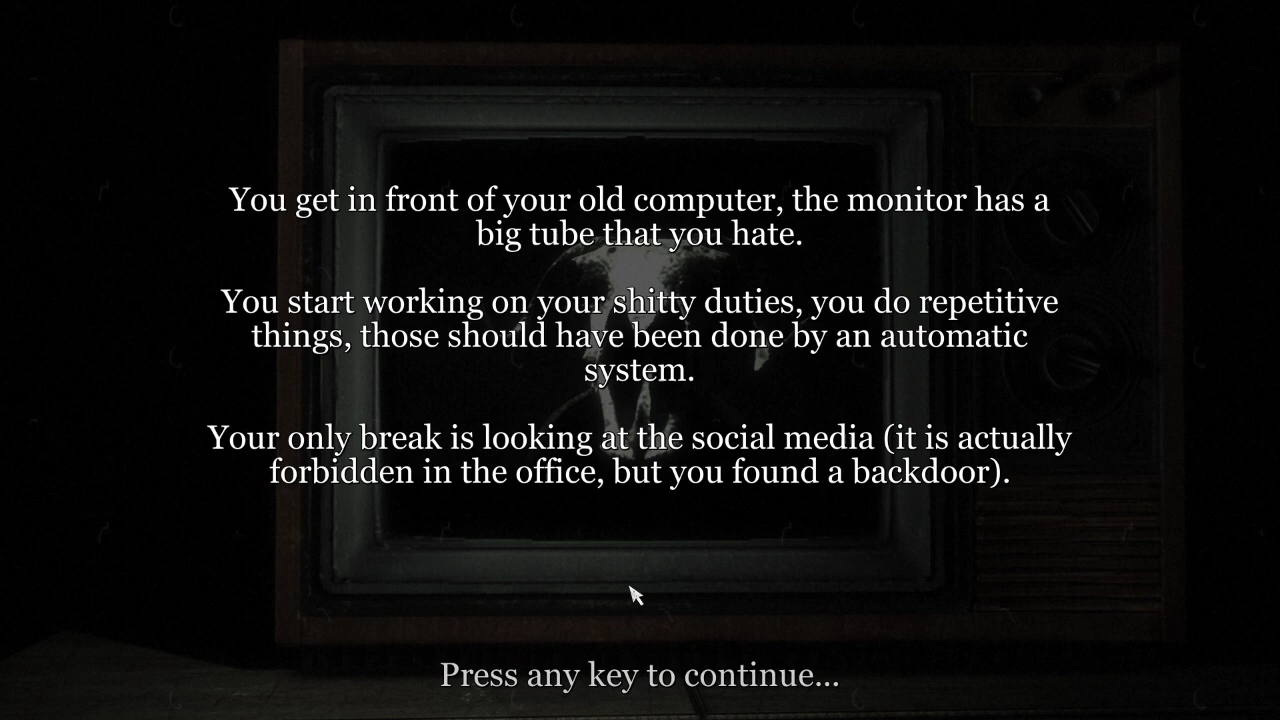 You get in front of your old computer, the monitor has a
big tube that you hate.
You start working on your shitty duties, you do repetitive
things, those should have been done by an automatic
system.
Your only break is looking at the social media (it is actually
forbidden in the office, but you found a backdoor).
Press any key to continue...